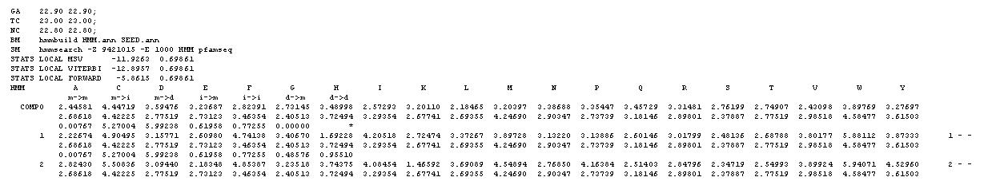 GA    22.90 22.90;
TC    23.00 23.00;
NC    22.80 22.80;
BM    hmmbuild HMM.ann SEED.ann
SM    hmmsearch -Z 9421015 -E 1000 HMM pfamseq
STATS LOCAL MSV      -11.9263  0.69861
STATS LOCAL VITERBI  -12.8957  0.69861
STATS LOCAL FORWARD   -5.8615  0.69861
HMM          A        C        D        E        F        G        H        I        K        L        M        N        P        Q        R        S        T        V        W        Y
            m->m     m->i     m->d     i->m     i->i     d->m     d->d
  COMPO   2.44581  4.44719  3.59476  3.23687  2.82391  2.73145  3.48998  2.57293  3.20110  2.18465  3.20397  3.38688  3.35447  3.45729  3.31481  2.76199  2.74907  2.43098  3.89769  3.27697
          2.68618  4.42225  2.77519  2.73123  3.46354  2.40513  3.72494  3.29354  2.67741  2.69355  4.24690  2.90347  2.73739  3.18146  2.89801  2.37887  2.77519  2.98518  4.58477  3.61503
          0.00767  5.27004  5.99238  0.61958  0.77255  0.00000        *
      1   2.22674  4.90495  3.15771  2.60980  4.74138  3.40670  1.69228  4.20518  2.72474  3.37267  3.89728  3.13220  3.13886  2.60146  3.01799  2.48136  2.68788  3.80177  5.88112  3.87333      1 - -
          2.68618  4.42225  2.77519  2.73123  3.46354  2.40513  3.72494  3.29354  2.67741  2.69355  4.24690  2.90347  2.73739  3.18146  2.89801  2.37887  2.77519  2.98518  4.58477  3.61503
          0.00767  5.27004  5.99238  0.61958  0.77255  0.48576  0.95510
      2   2.82430  5.50836  3.09440  2.18348  4.85387  3.23518  3.74375  4.08454  1.46592  3.69089  4.54894  2.76850  4.16384  2.51403  2.84796  2.34719  2.54993  3.89924  5.94071  4.52960      2 - -
          2.68618  4.42225  2.77519  2.73123  3.46354  2.40513  3.72494  3.29354  2.67741  2.69355  4.24690  2.90347  2.73739  3.18146  2.89801  2.37887  2.77519  2.98518  4.58477  3.61503